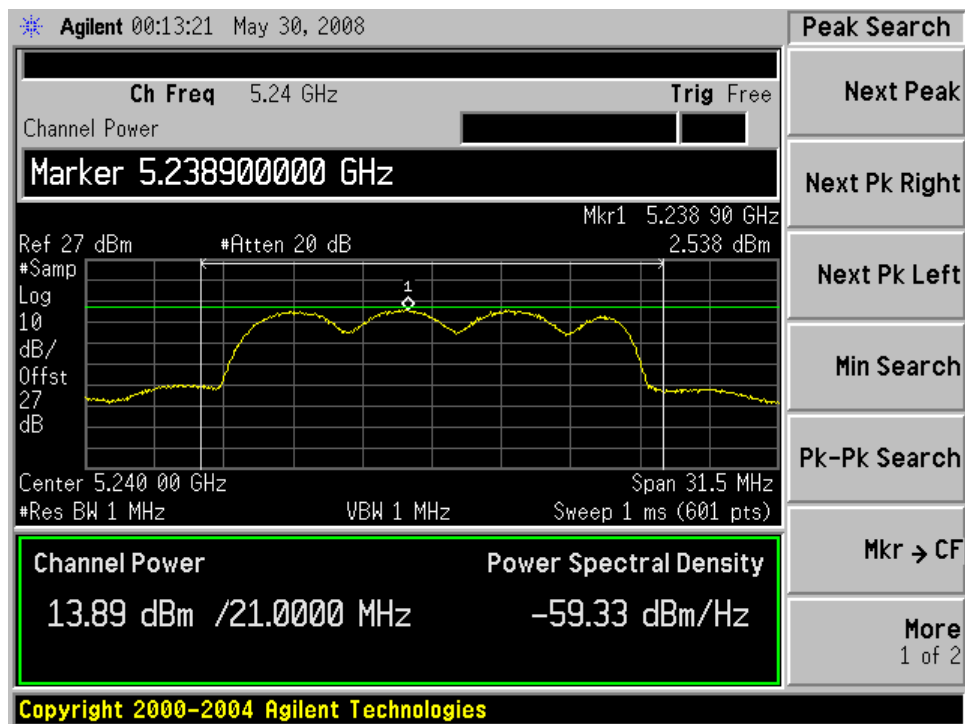 Agilent 00:13:21 May 30, 2008
Peak Search
Ch Freq 5.24 GHz
Trig Free
Channel Power
Marker 5.238900000 GHz
Mkr1 5.238 90 GHz
Ref 27 dBm #Atten 20 dB 2.538 dBm
#Samp
Log
10
dB/
Offst
27
dB
1
Center 5.240 00 GHz Span 31.5 MHz
#Res BW 1 MHz VBW 1 MHz Sweep 1 ms (601 pts)
Channel Power
13.89 dBm /21.0000 MHz
Power Spectral Density
-59.33 dBm/Hz
Next Peak
Next Pk Right
Next Pk Left
Min Search
Pk-Pk Search
Mkr → CF
More
1 of 2
Copyright 2000-2004 Agilent Technologies